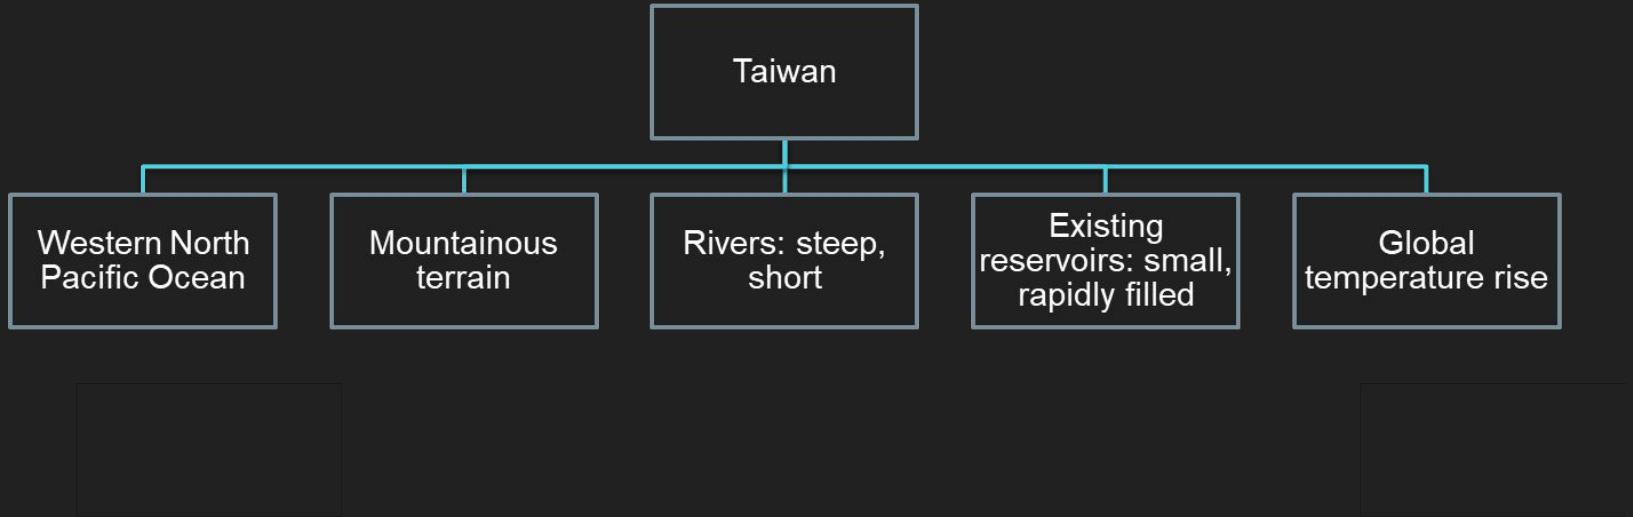 Taiwan
Western North
Pacific Ocean
Mountainous
terrain
Rivers: steep,
short
Existing
reservoirs: small,
rapidly filled
Global
temperature rise